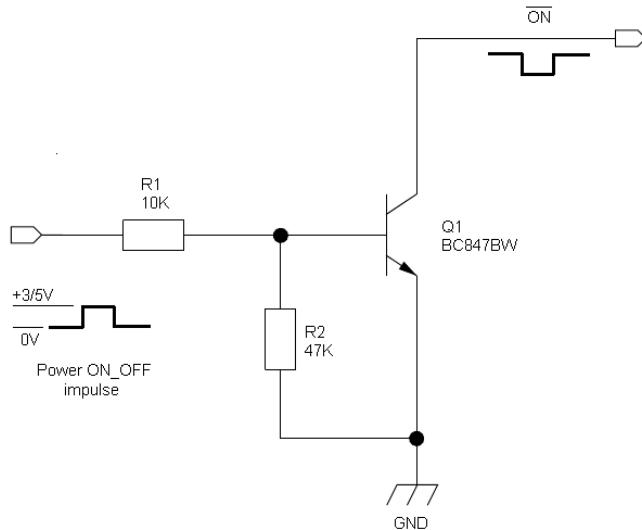 ON
R1
10K
Q1
BC847BW
+3/5V
0V
R2
47K
Power ON_OFF
impulse
GND